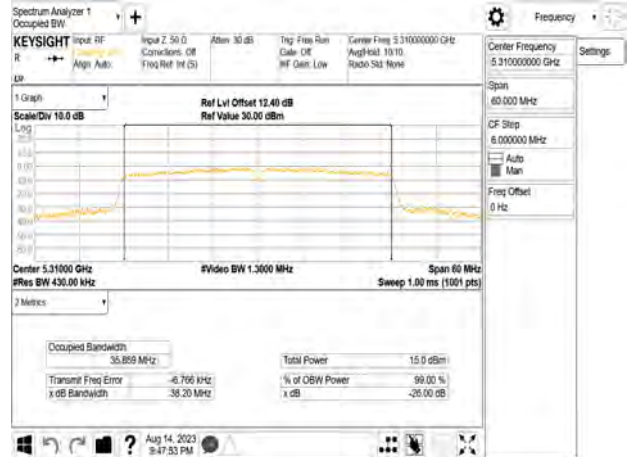 Spectrum Analyzer 1
Occupied BW
Frequency
KEYSIGHT Input: RF
R
Align: Auto
Input Z: 50 Ω
Corrections: Off
Freq Ref: Int (S)
Atten: 30 dB
Trig: Free Run
Gate: Off
#IF Gain: Low
Center Freq: 5.310000000 GHz
Avg|Hold: 10/10
Radio Std: None
Center Frequency
5.310000000 GHz
Settings
Span
60.000 MHz
CF Step
6.000000 MHz
Auto
Man
Freq Offset
0 Hz
1 Graph
Scale/Div 10.0 dB
Ref Lvl Offset 12.40 dB
Ref Value 30.00 dBm
Log
Center 5.31000 GHz
#Res BW 430.00 kHz
#Video BW 1.3000 MHz
Span 60 MHz
Sweep 1.00 ms (1001 pts)
2 Metrics
Occupied Bandwidth
35.859 MHz
Total Power 15.0 dBm
Transmit Freq Error -6.766 kHz
% of OBW Power 99.00 %
x dB Bandwidth 38.20 MHz
x dB -26.00 dB
?
Aug 14, 2023
9:47:53 PM